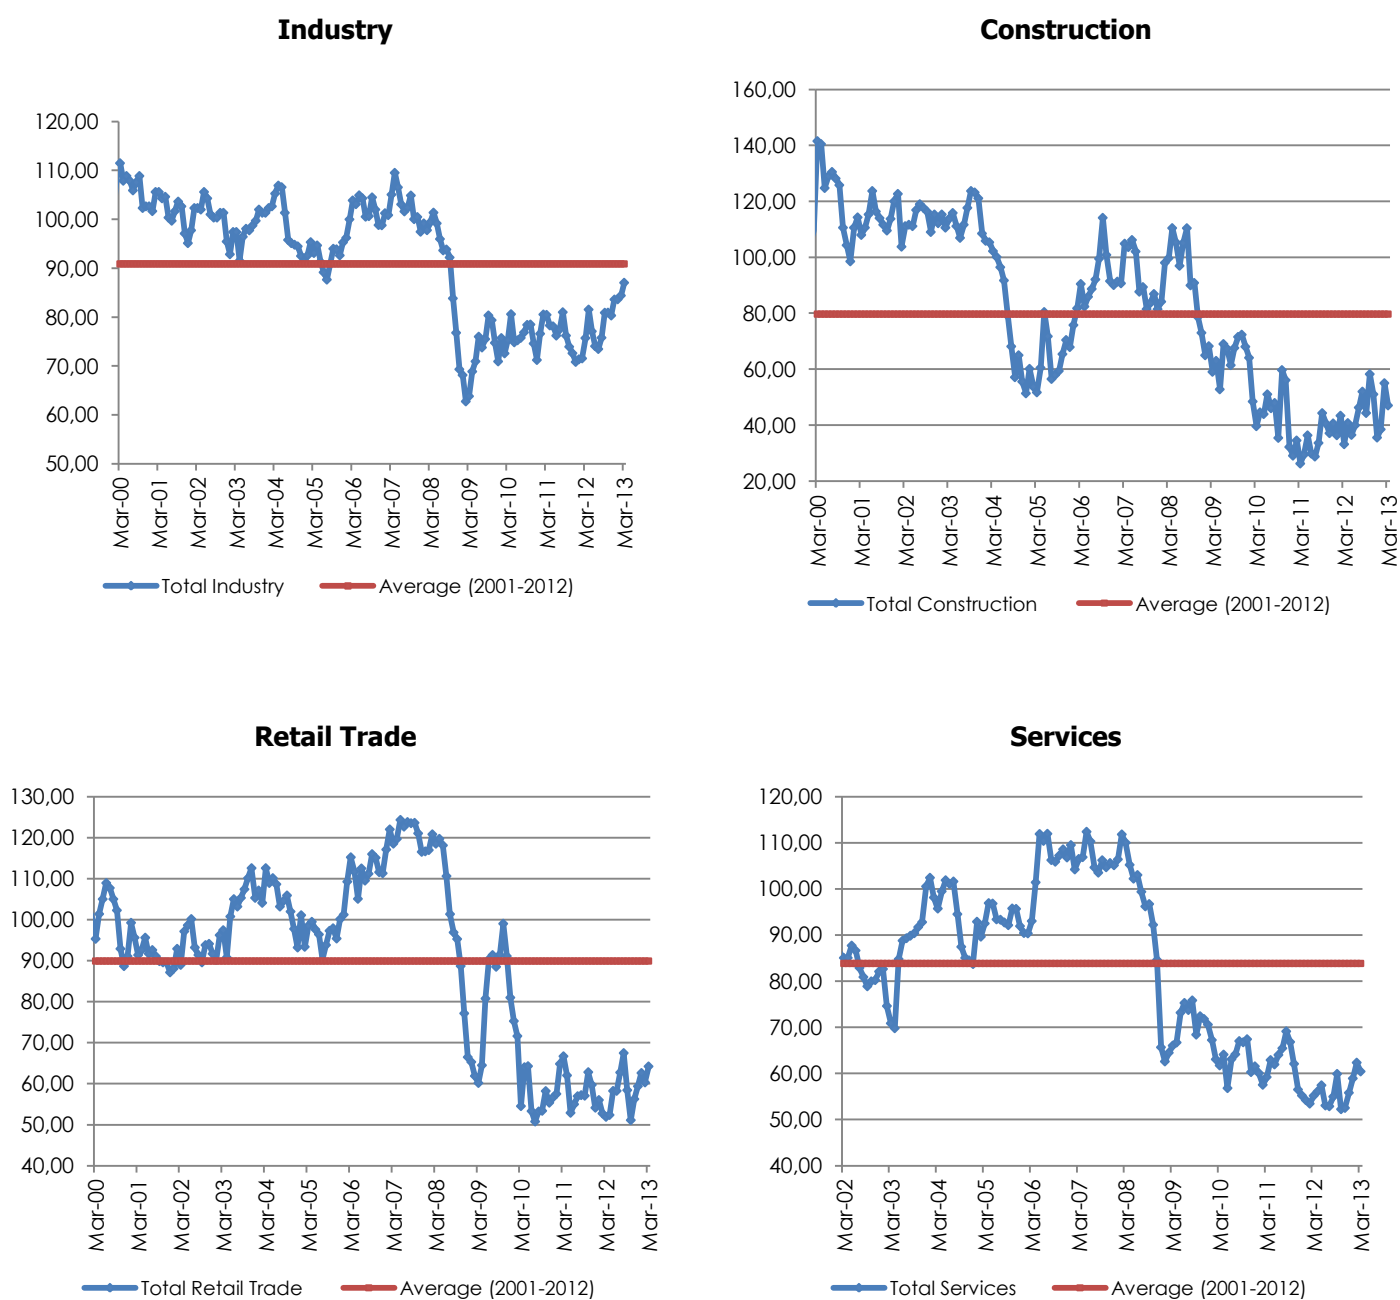 Industry
120,00
110,00
100,00
90,00
80,00
70,00
60,00
50,00
Mar-00
Mar-01
Mar-02
Mar-03
Mar-04
Mar-05
Mar-06
Mar-07
Mar-08
Mar-09
Mar-10
Mar-11
Mar-12
Mar-13
Total Industry Average (2001-2012)
Construction
160,00
140,00
120,00
100,00
80,00
60,00
40,00
20,00
Mar-00
Mar-01
Mar-02
Mar-03
Mar-04
Mar-05
Mar-06
Mar-07
Mar-08
Mar-09
Mar-10
Mar-11
Mar-12
Mar-13
Total Construction Average (2001-2012)
Retail Trade
130,00
120,00
110,00
100,00
90,00
80,00
70,00
60,00
50,00
40,00
Mar-00
Mar-01
Mar-02
Mar-03
Mar-04
Mar-05
Mar-06
Mar-07
Mar-08
Mar-09
Mar-10
Mar-11
Mar-12
Mar-13
Total Retail Trade Average (2001-2012)
Services
120,00
110,00
100,00
90,00
80,00
70,00
60,00
50,00
40,00
Mar-02
Mar-03
Mar-04
Mar-05
Mar-06
Mar-07
Mar-08
Mar-09
Mar-10
Mar-11
Mar-12
Mar-13
Total Services Average (2001-2012)